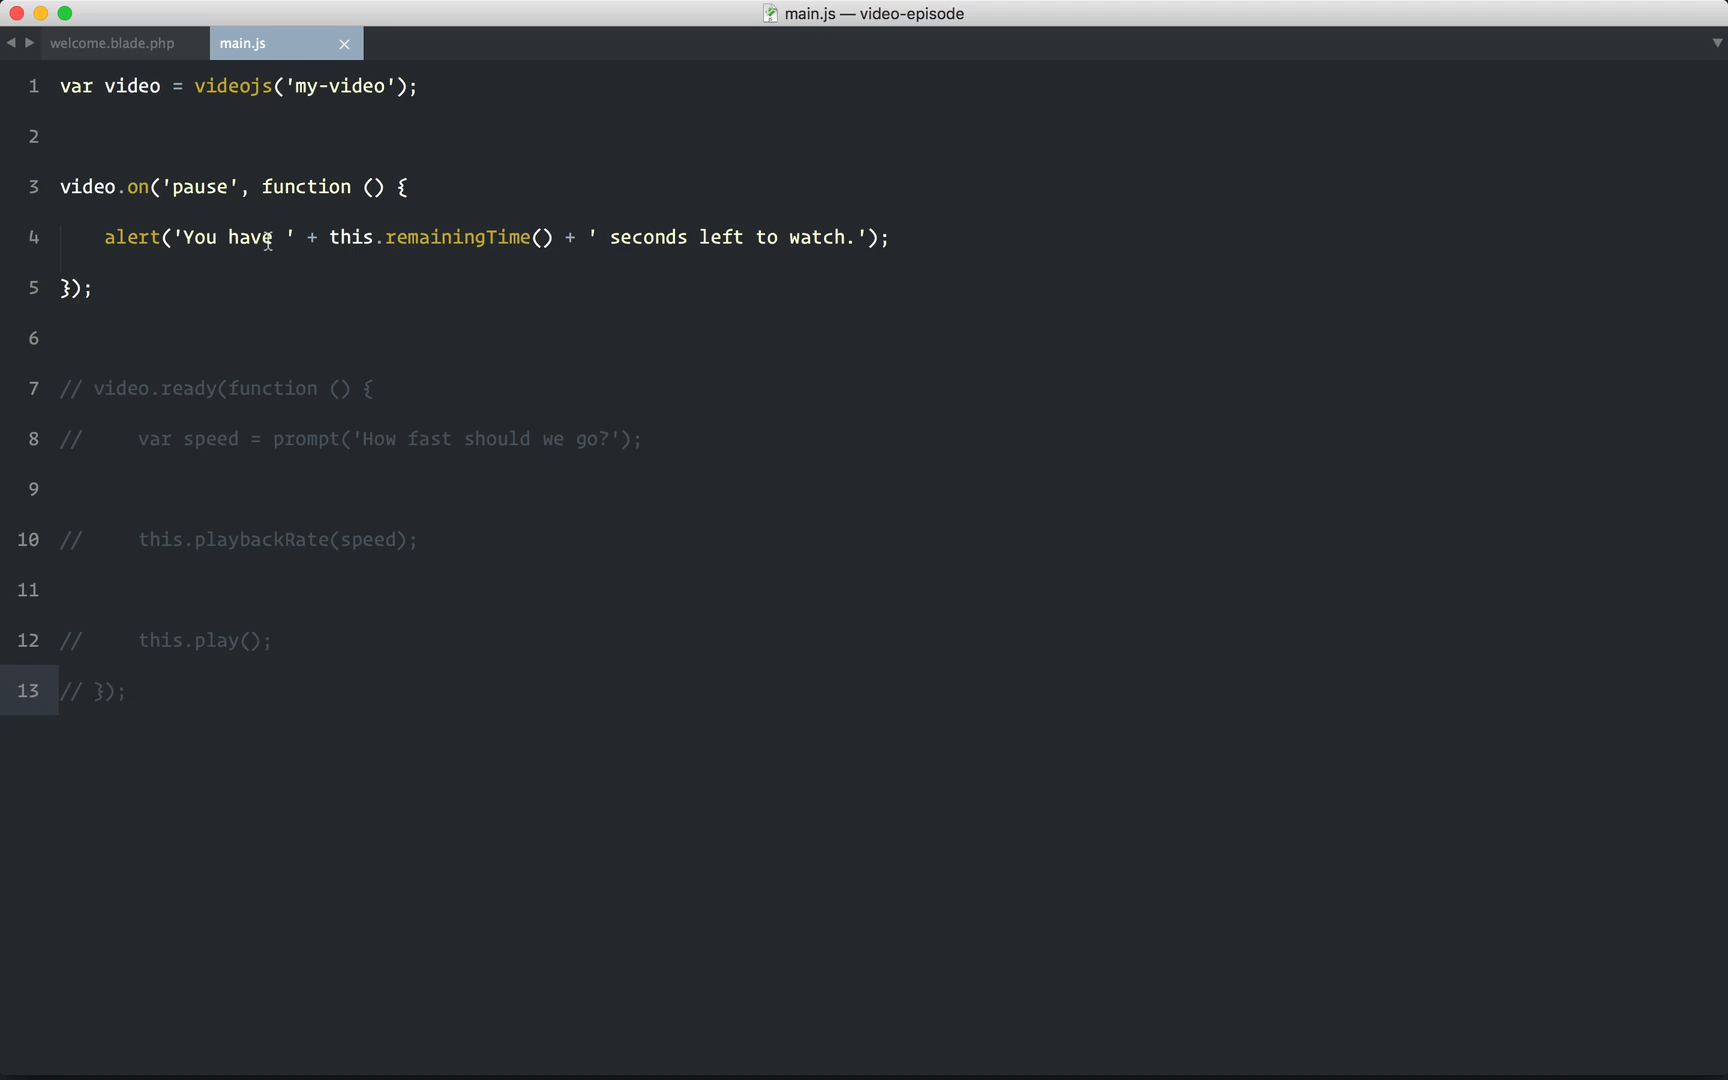 main.js — video-episode
welcome.blade.php main.js
1 var video = videojs('my-video');
2
3 video.on('pause', function () {
4 alert('You have ' + this.remainingTime() + ' seconds left to watch.');
5 });
6
7 // video.ready(function () {
8 // var speed = prompt('How fast should we go?');
9
10 // this.playbackRate(speed);
11
12 // this.play();
13 // });